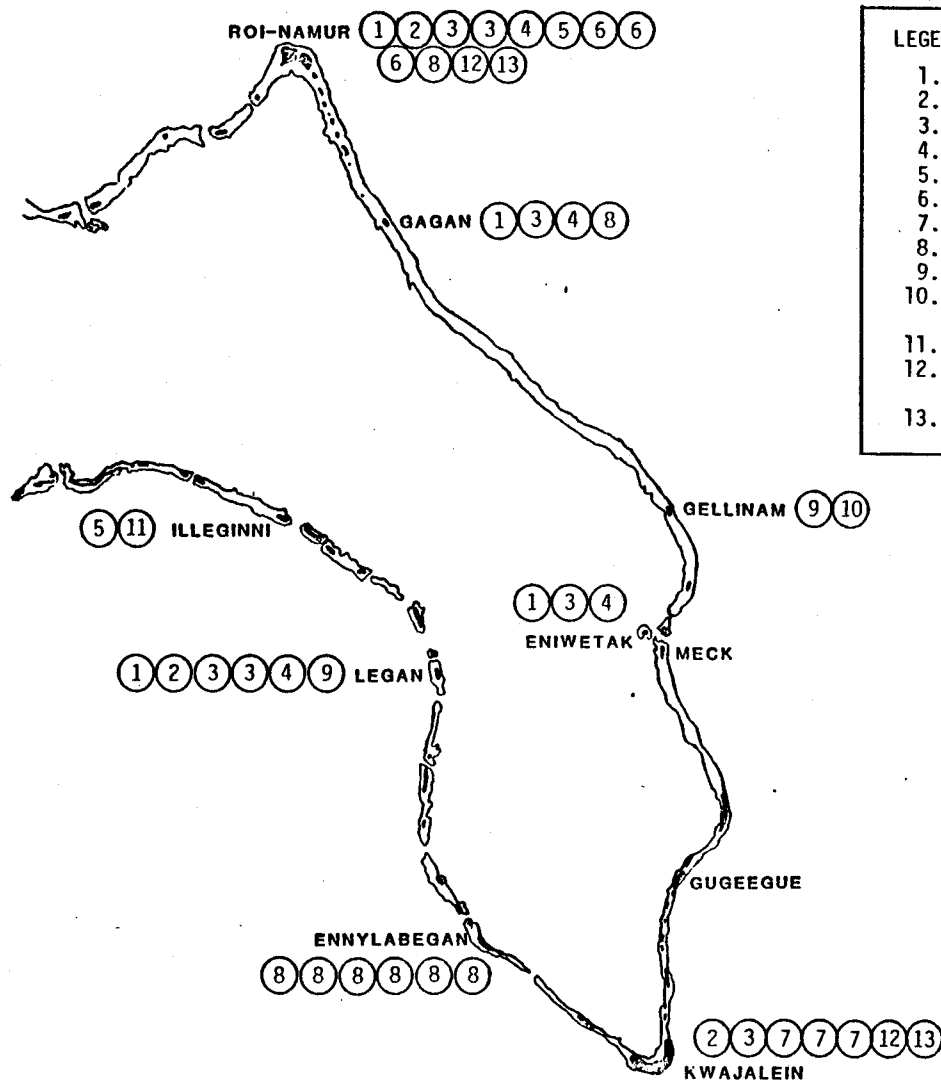 ROI-NAMUR 1 2 3 3 4 5 6 6
6 8 12 13
LEGE
1.
2.
3.
4.
5.
6.
7.
8.
9.
10.
11.
12.
13.
GAGAN 1 3 4 8
GELLINAM 9 10
5 11 ILLEGINNI
1 3 4
ENIWETAK
MECK
1 2 3 3 4 9 LEGAN
GUGEEGUE
ENNYLABEGAN
8 8 8 8 8 8
2 3 7 7 7 12 13
KWAJALEIN